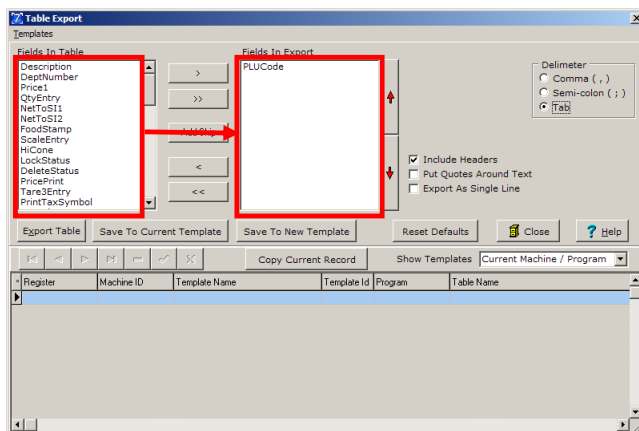 Table Export
Templates
Fields In Table
Fields In Export
Description
DeptNumber
Price1
QtyEntry
NetToSI1
NetToSI2
FoodStamp
ScaleEntry
HiCone
LockStatus
DeleteStatus
PricePrint
Tare3Entry
PrintTaxSymbol
>
>>
<
<<
PLUCode
Delimeter
Comma ( , )
Semi-colon ( ; )
Tab
Include Headers
Put Quotes Around Text
Export As Single Line
Export Table
Save To Current Template
Save To New Template
Reset Defaults
Close
? Help
Copy Current Record
Show Templates
Current Machine / Program
Register
Machine ID
Template Name
Template Id
Program
Table Name